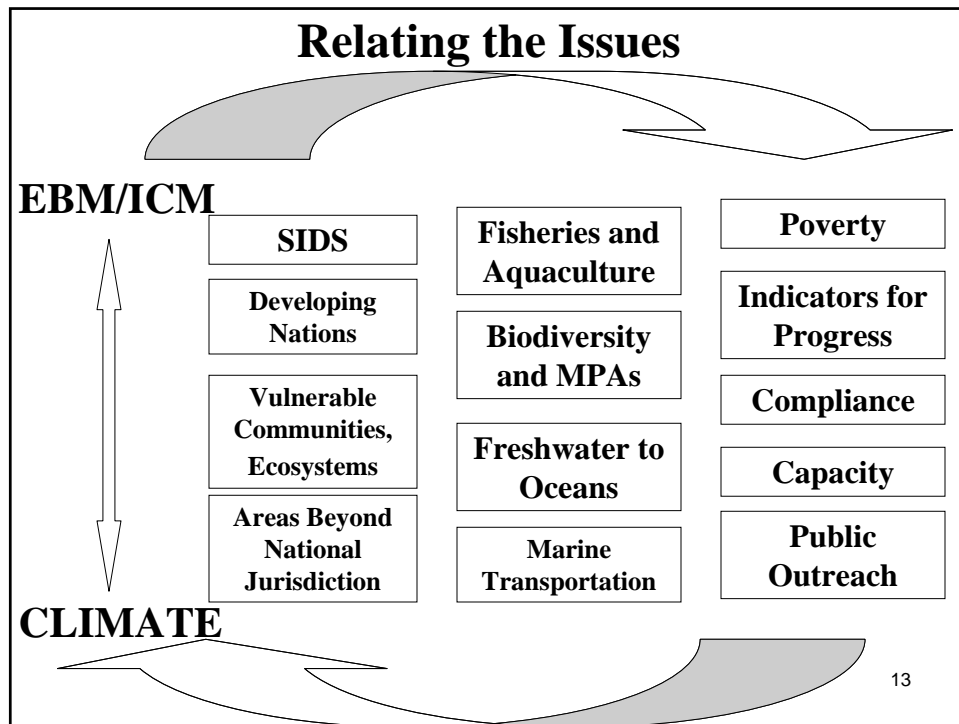 Relating the Issues
EBM/ICM
SIDS
Developing
Nations
Vulnerable
Communities,
Ecosystems
Areas Beyond
National
Jurisdiction
Fisheries and
Aquaculture
Biodiversity
and MPAs
Freshwater to
Oceans
Marine
Transportation
Poverty
Indicators for
Progress
Compliance
Capacity
Public
Outreach
CLIMATE
13